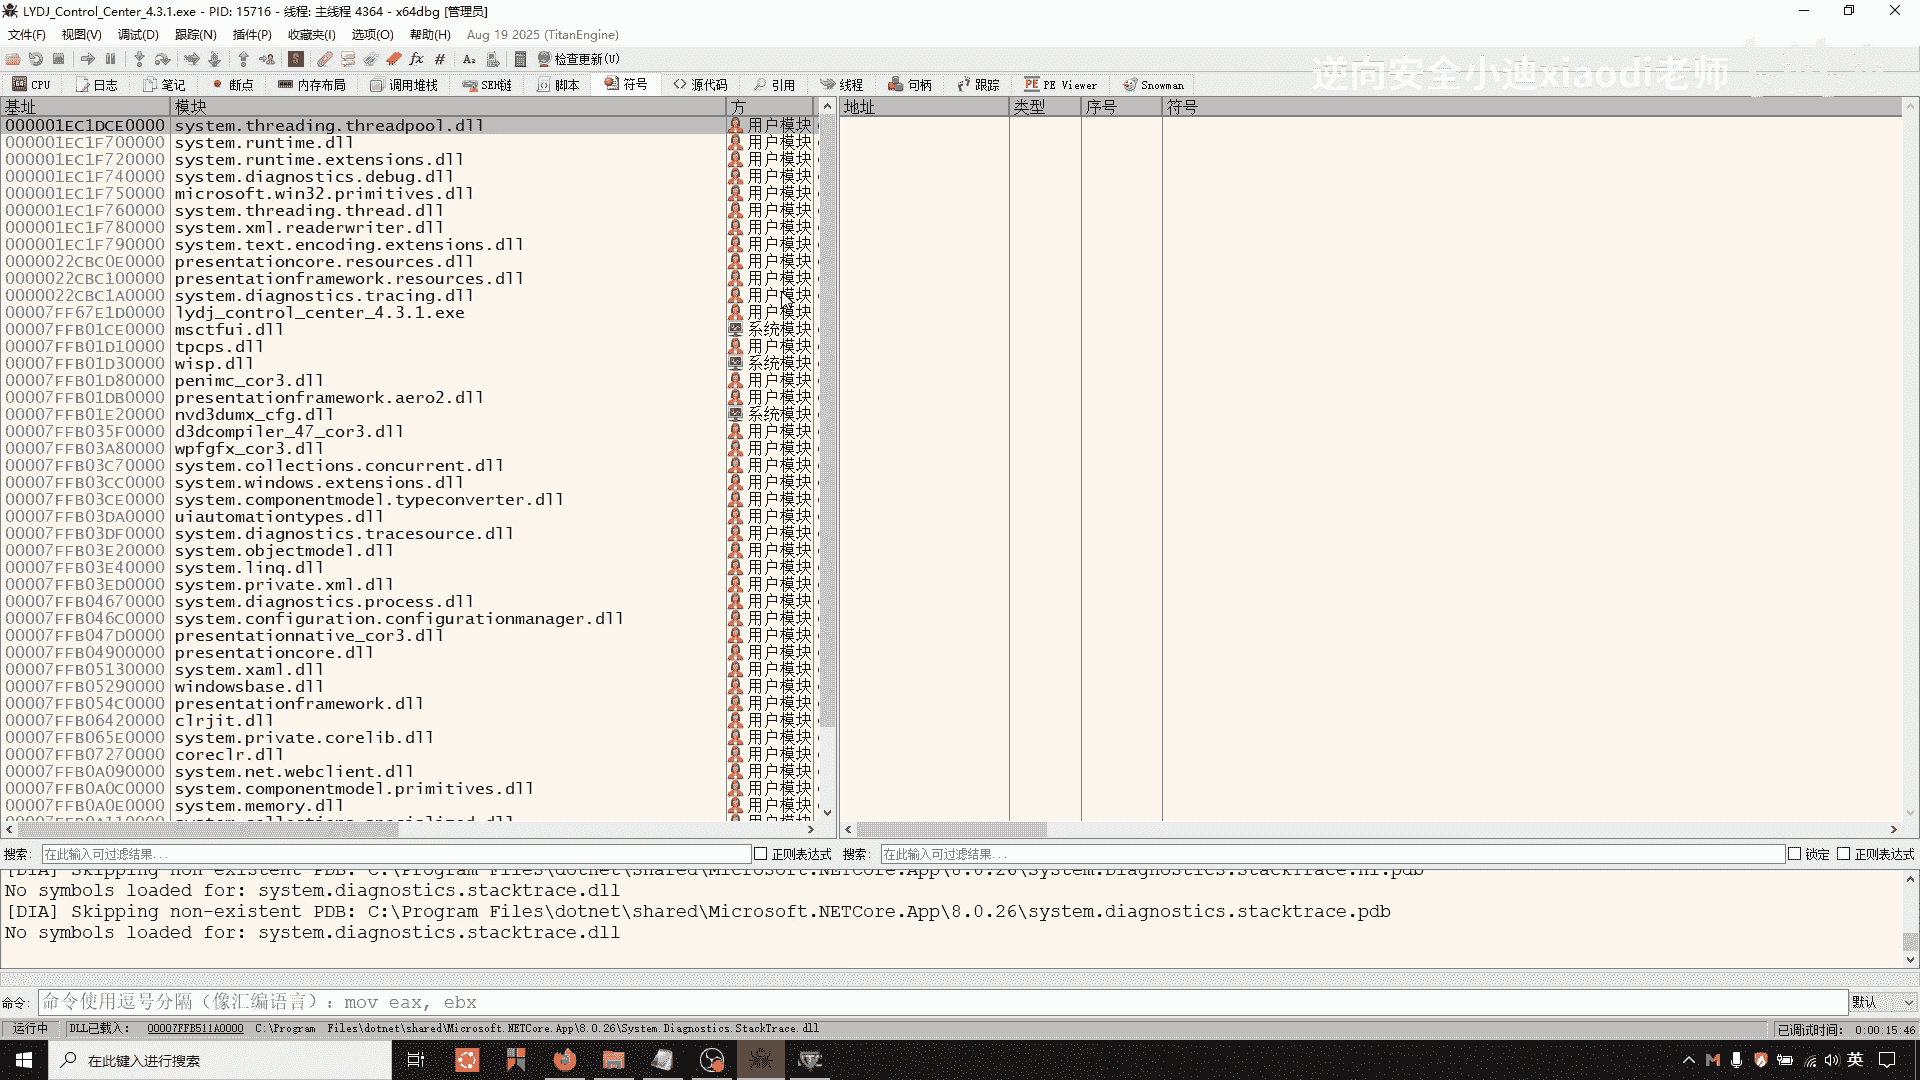 LYDJ_Control_Center_4.3.1.exe - PID: 15716 - 线程: 主线程 4364 - x64dbg [管理员]
文件(F) 视图(V) 调试(D) 跟踪(N) 插件(P) 收藏夹(I) 选项(O) 帮助(H) Aug 19 2025 (TitanEngine)
检查更新(U)
逆向安全小迪xiaodi老师
CPU 日志 笔记 断点 内存布局 调用堆栈 SEH链 脚本 符号 源代码 引用 线程 句柄 跟踪 PE Viewer Snowman
基址 模块 方 地址 类型 序号 符号
000001EC1DCE0000 system.threading.threadpool.dll 用户模块
000001EC1F700000 system.runtime.dll 用户模块
000001EC1F720000 system.runtime.extensions.dll 用户模块
000001EC1F740000 system.diagnostics.debug.dll 用户模块
000001EC1F750000 microsoft.win32.primitives.dll 用户模块
000001EC1F760000 system.threading.thread.dll 用户模块
000001EC1F780000 system.xml.readerwriter.dll 用户模块
000001EC1F790000 system.text.encoding.extensions.dll 用户模块
0000022CBC0E0000 presentationcore.resources.dll 用户模块
0000022CBC100000 presentationframework.resources.dll 用户模块
0000022CBC1A0000 system.diagnostics.tracing.dll 用户模块
00007FF67E1D0000 lydj_control_center_4.3.1.exe 用户模块
00007FFB01CE0000 msctfui.dll 系统模块
00007FFB01D10000 tpcps.dll 用户模块
00007FFB01D30000 wisp.dll 系统模块
00007FFB01D80000 penimc_cor3.dll 用户模块
00007FFB01DB0000 presentationframework.aero2.dll 用户模块
00007FFB01E20000 nvd3dumx_cfg.dll 系统模块
00007FFB035F0000 d3dcompiler_47_cor3.dll 用户模块
00007FFB03A80000 wpfgfx_cor3.dll 用户模块
00007FFB03C70000 system.collections.concurrent.dll 用户模块
00007FFB03CC0000 system.windows.extensions.dll 用户模块
00007FFB03CE0000 system.componentmodel.typeconverter.dll 用户模块
00007FFB03DA0000 uiautomationtypes.dll 用户模块
00007FFB03DF0000 system.diagnostics.tracesource.dll 用户模块
00007FFB03E20000 system.objectmodel.dll 用户模块
00007FFB03E40000 system.linq.dll 用户模块
00007FFB03ED0000 system.private.xml.dll 用户模块
00007FFB04670000 system.diagnostics.process.dll 用户模块
00007FFB046C0000 system.configuration.configurationmanager.dll 用户模块
00007FFB047D0000 presentationnative_cor3.dll 用户模块
00007FFB04900000 presentationcore.dll 用户模块
00007FFB05130000 system.xaml.dll 用户模块
00007FFB05290000 windowsbase.dll 用户模块
00007FFB054C0000 presentationframework.dll 用户模块
00007FFB06420000 clrjit.dll 用户模块
00007FFB065E0000 system.private.corelib.dll 用户模块
00007FFB07270000 coreclr.dll 用户模块
00007FFB0A090000 system.net.webclient.dll 用户模块
00007FFB0A0C0000 system.componentmodel.primitives.dll 用户模块
00007FFB0A0E0000 system.memory.dll 用户模块
搜索: 在此输入可过滤结果... 正则表达式 搜索: 在此输入可过滤结果... 锁定 正则表达式
[DIA] Skipping non-existent PDB: C:\Program Files\dotnet\shared\Microsoft.NETCore.App\8.0.26\System.Diagnostics.StackTrace.ni.pdb
No symbols loaded for: system.diagnostics.stacktrace.dll
[DIA] Skipping non-existent PDB: C:\Program Files\dotnet\shared\Microsoft.NETCore.App\8.0.26\system.diagnostics.stacktrace.pdb
No symbols loaded for: system.diagnostics.stacktrace.dll
命令: 命令使用逗号分隔（像汇编语言）: mov eax, ebx 默认
运行中 DLL已载入: 00007FFB511A0000 C:\Program Files\dotnet\shared\Microsoft.NETCore.App\8.0.26\System.Diagnostics.StackTrace.dll 已调试时间: 0:00:15:46
在此键入进行搜索 英